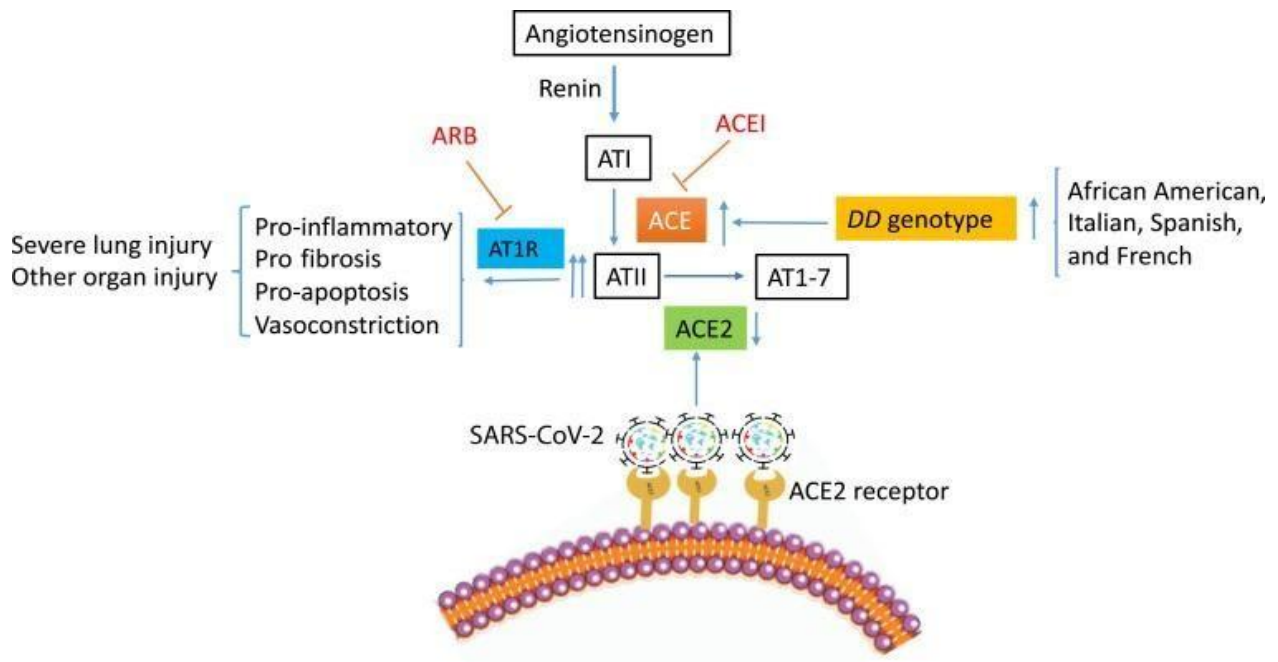 Angiotensinogen
Renin
ARB
ACEI
ATI
ACE
DD genotype
African American,
Italian, Spanish,
and French
Severe lung injury
Other organ injury
Pro-inflammatory
Pro fibrosis
Pro-apoptosis
Vasoconstriction
AT1R
ATII
AT1-7
ACE2
SARS-CoV-2
ACE2 receptor